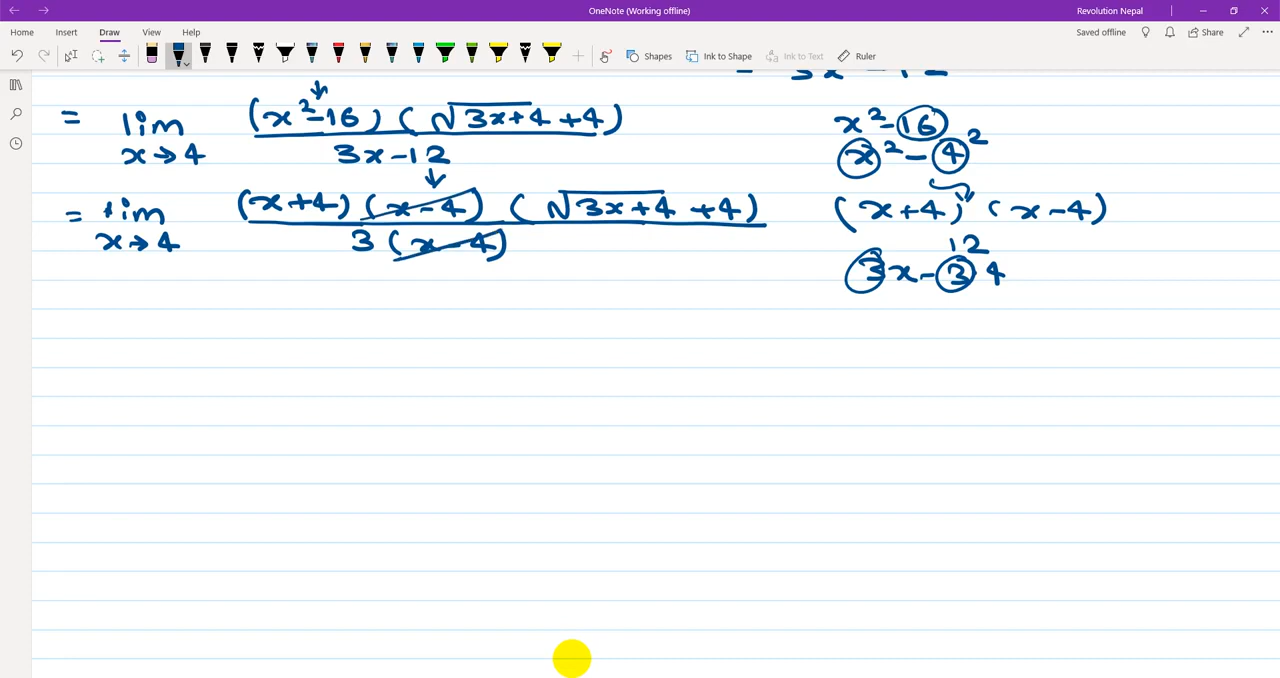 OneNote (Working offline)
Revolution Nepal
Home Insert Draw View Help
Saved offline
Share
Shapes
Ink to Shape
Ink to Text
Ruler
= 3x - 12
= lim x→4 (x² - 16) (√3x+4 + 4) / 3x - 12
= lim x→4 (x + 4) (x - 4) (√3x+4 + 4) / 3 (x - 4)
x² - 16
x² - 4²
(x + 4) (x - 4)
12
3x - 3 4